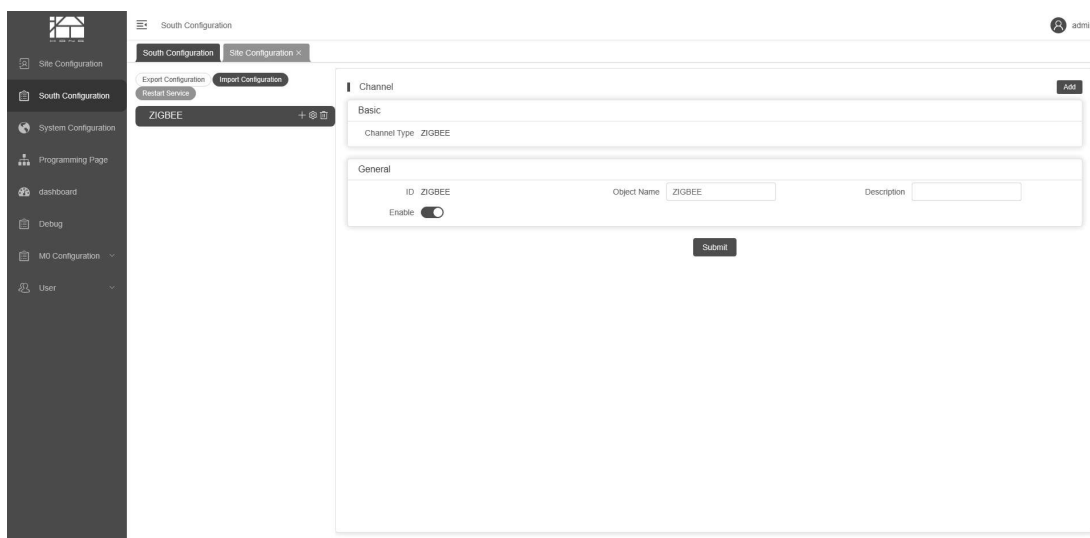 South Configuration
admi
South Configuration Site Configuration ×
Site Configuration
South Configuration
System Configuration
Programming Page
dashboard
Debug
M0 Configuration
User
Export Configuration Import Configuration
Restart Service
ZIGBEE
Channel Add
Basic
Channel Type ZIGBEE
General
ID ZIGBEE Object Name ZIGBEE Description
Enable
Submit